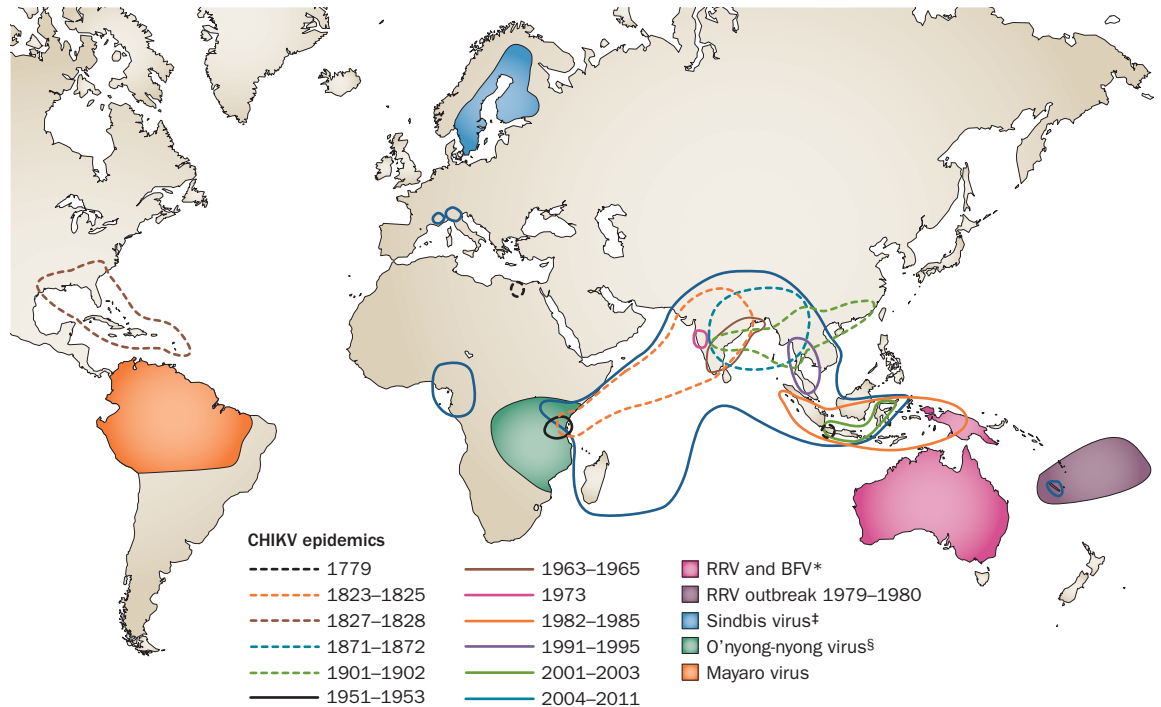 CHIKV epidemics
1779
1823–1825
1827–1828
1871–1872
1901–1902
1951–1953
1963–1965
1973
1982–1985
1991–1995
2001–2003
2004–2011
RRV and BFV*
RRV outbreak 1979–1980
Sindbis virus‡
O'nyong-nyong virus§
Mayaro virus